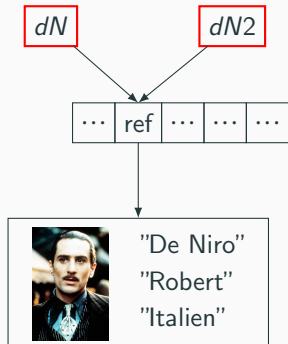 dN dN2
... ref ... ... ...
"De Niro"
"Robert"
"Italien"